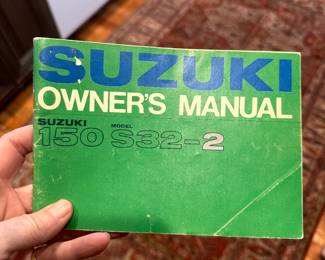 SUZUKI
OWNER'S MANUAL
SUZUKI MODEL
150 S32-2